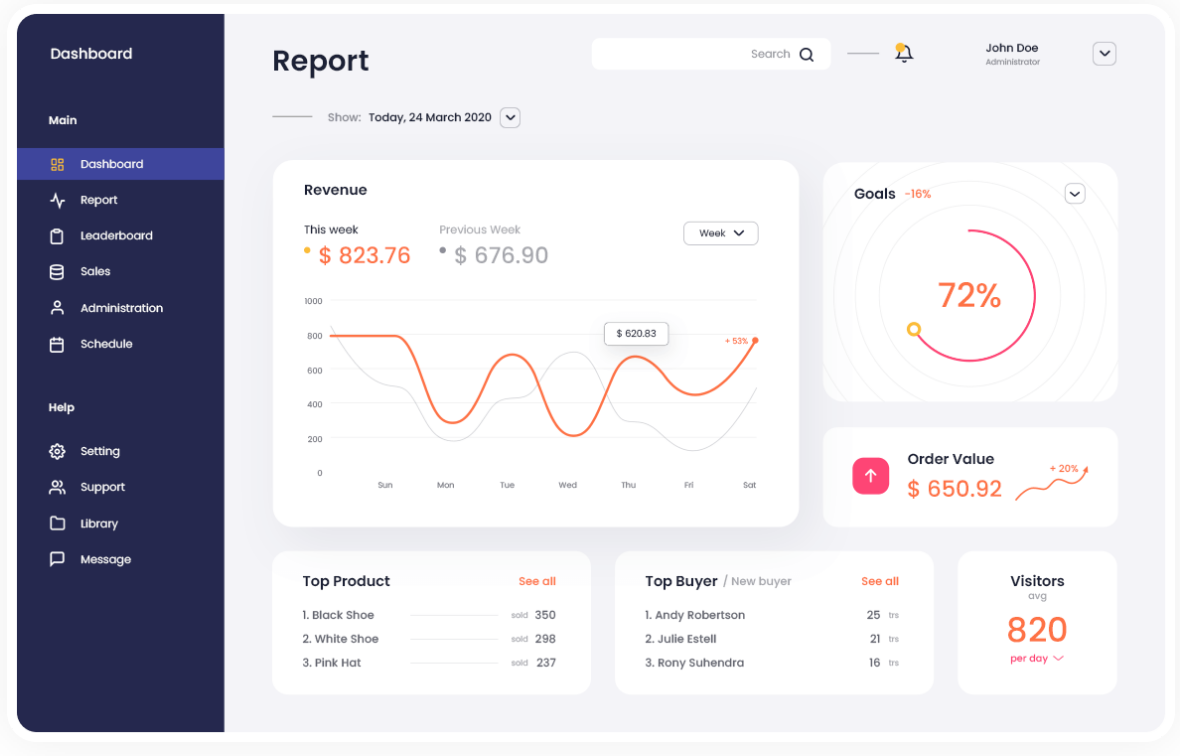 Dashboard
Main
Dashboard
Report
Leaderboard
Sales
Administration
Schedule
Help
Setting
Support
Library
Message
Report
Search
John Doe
Administrator
Show: Today, 24 March 2020
Revenue
This week
$ 823.76
Previous Week
$ 676.90
Week
1000
800
600
400
200
0
$ 620.83
+ 53%
Sun Mon Tue Wed Thu Fri Sat
Goals -16%
72%
Order Value
$ 650.92
+ 20%
Top Product See all
1. Black Shoe sold 350
2. White Shoe sold 298
3. Pink Hat sold 237
Top Buyer / New buyer See all
1. Andy Robertson 25 trs
2. Julie Estell 21 trs
3. Rony Suhendra 16 trs
Visitors
avg
820
per day